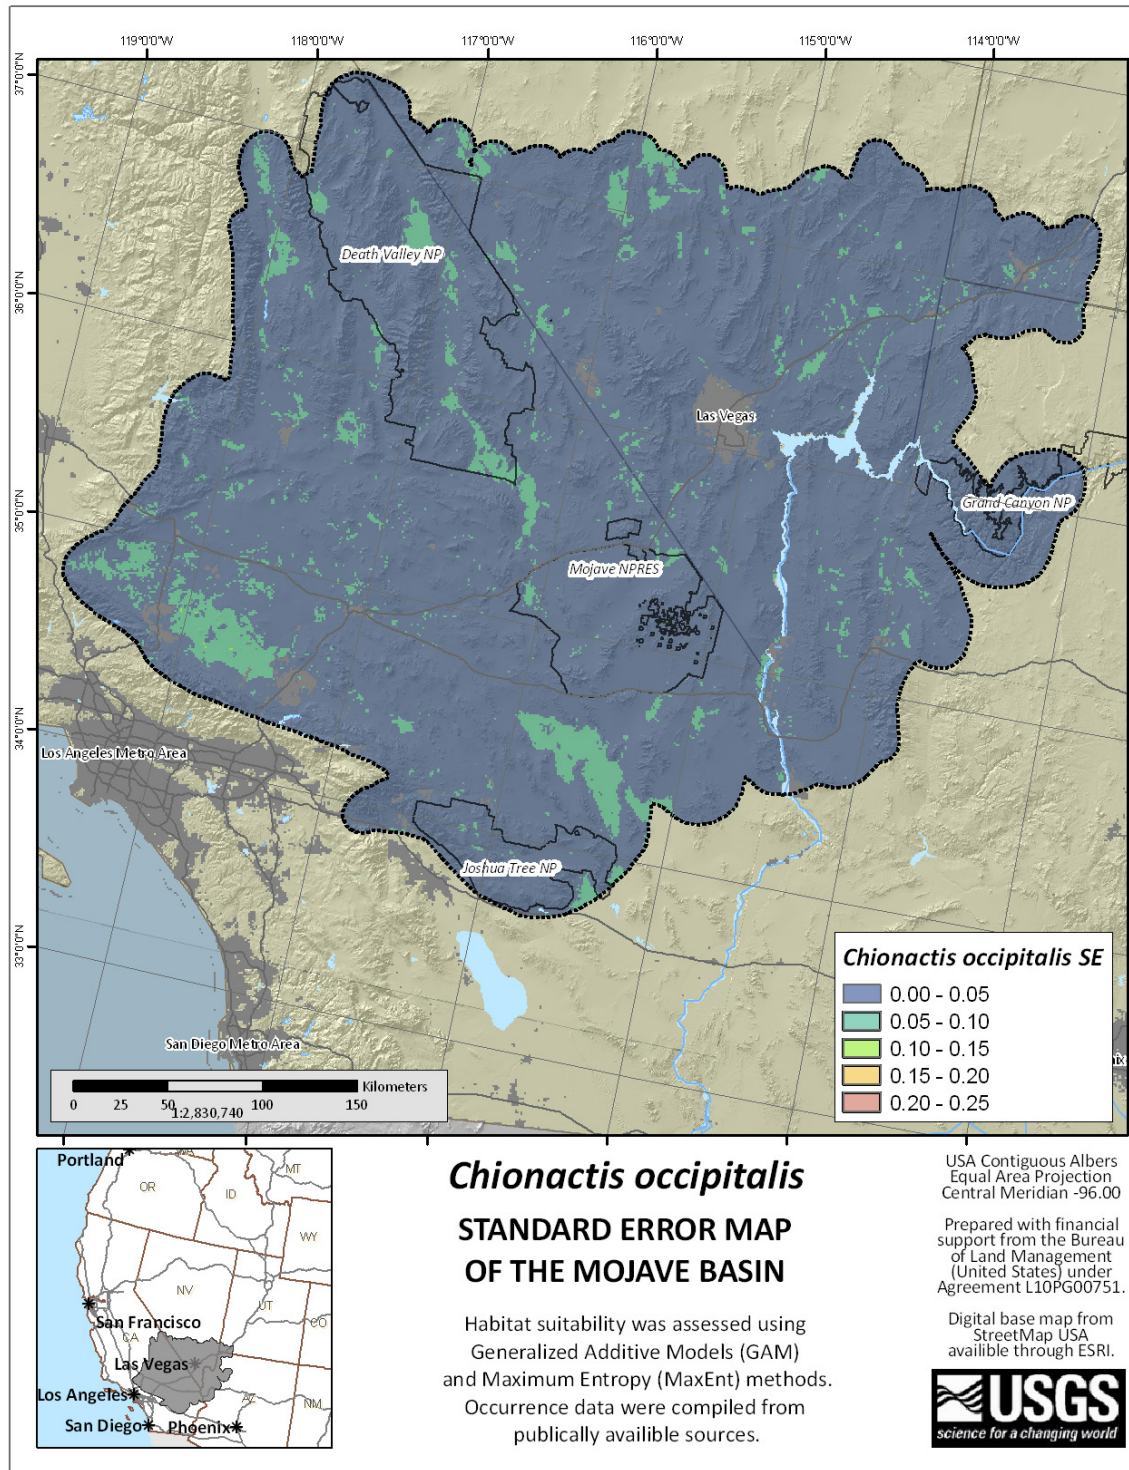 119°0'0"W
118°0'0"W
117°0'0"W
116°0'0"W
115°0'0"W
114°0'0"W
37°0'0"N
36°0'0"N
35°0'0"N
34°0'0"N
33°0'0"N
Death Valley NP
Las Vegas
Grand Canyon NP
Mojave NPRES
Los Angeles Metro Area
Joshua Tree NP
San Diego Metro Area
Chionactis occipitalis SE
0.00 - 0.05
0.05 - 0.10
0.10 - 0.15
0.15 - 0.20
0.20 - 0.25
Kilometers
0 25 50 100 150
1:2,830,740
Portland
WA
MT
OR
ID
WY
NV
UT
CO
San Francisco
CA
Las Vegas
Los Angeles
AZ
NM
San Diego
Phoenix
Chionactis occipitalis
STANDARD ERROR MAP
OF THE MOJAVE BASIN
Habitat suitability was assessed using
Generalized Additive Models (GAM)
and Maximum Entropy (MaxEnt) methods.
Occurrence data were compiled from
publically availible sources.
USA Contiguous Albers
Equal Area Projection
Central Meridian -96.00
Prepared with financial
support from the Bureau
of Land Management
(United States) under
Agreement L10PG00751.
Digital base map from
StreetMap USA
availible through ESRI.
USGS
science for a changing world